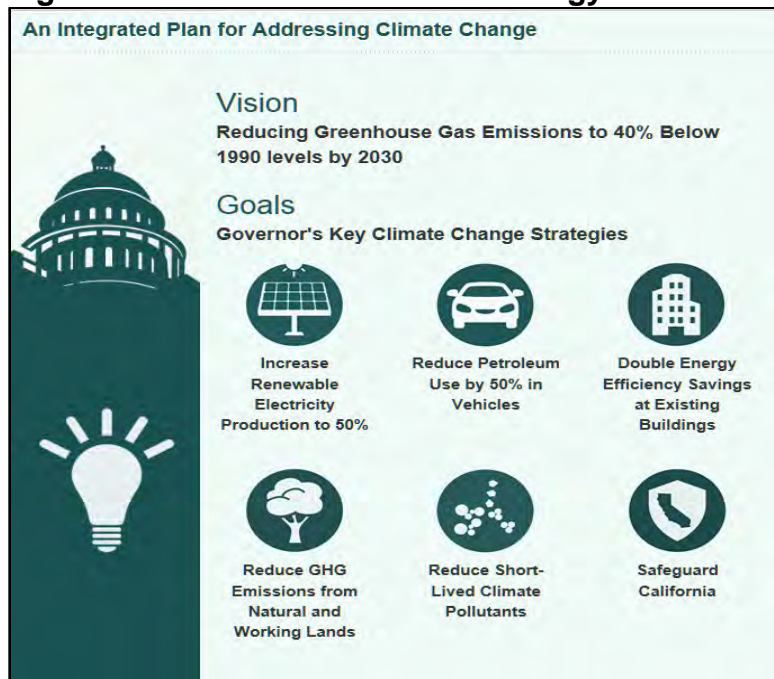 An Integrated Plan for Addressing Climate Change
Vision
Reducing Greenhouse Gas Emissions to 40% Below
1990 levels by 2030
Goals
Governor's Key Climate Change Strategies
Increase
Renewable
Electricity
Production to 50%
Reduce Petroleum
Use by 50% in
Vehicles
Double Energy
Efficiency Savings
at Existing
Buildings
Reduce GHG
Emissions from
Natural and
Working Lands
Reduce Short-
Lived Climate
Pollutants
Safeguard
California